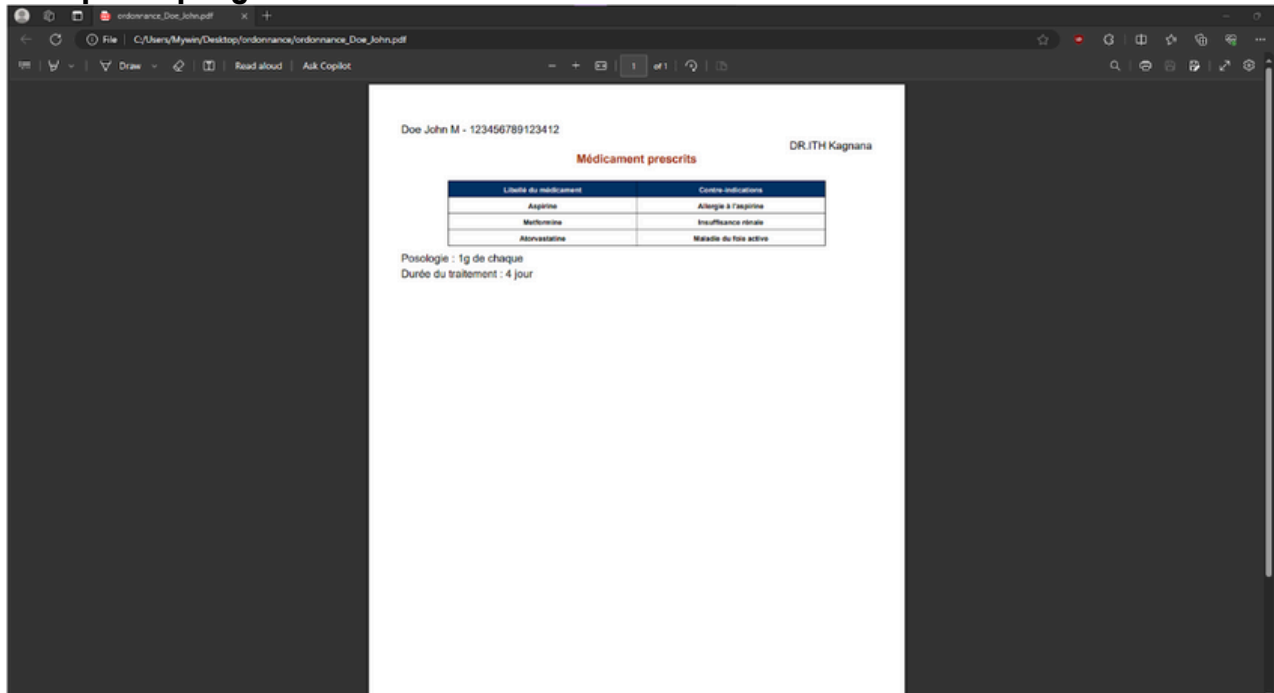 ordonnance_Doe_John.pdf
File C:/Users/Mywin/Desktop/ordonnance/ordonnance_Doe_John.pdf
Draw Read aloud Ask Copilot 1 of 1
Doe John M - 123456789123412
DR.ITH Kagnana
Médicament prescrits
Libellé du médicament Contre-indications
Aspirine Allergie à l'aspirine
Metformine Insuffisance rénale
Atorvastatine Maladie du foie active
Posologie : 1g de chaque
Durée du traitement : 4 jour